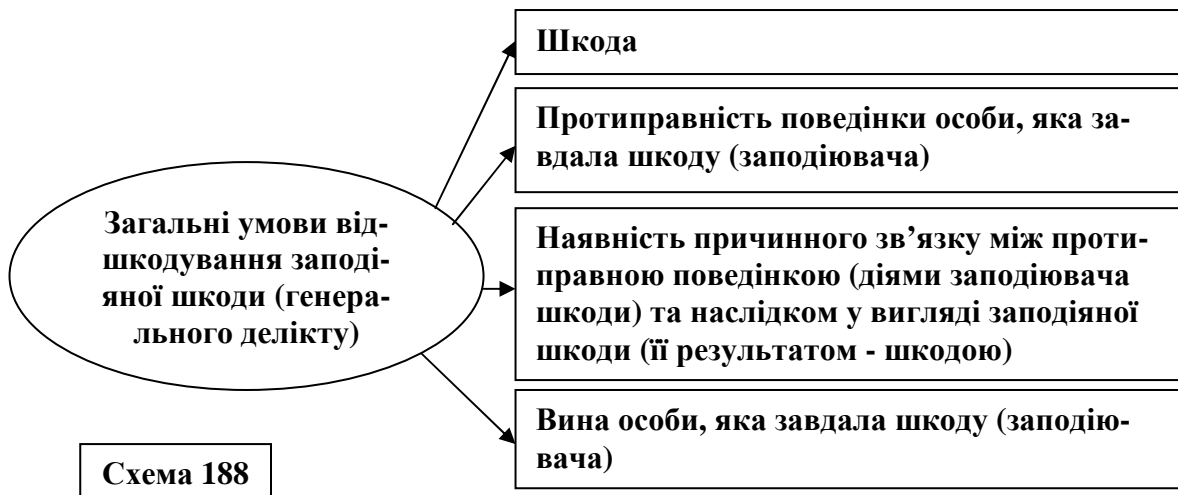 Шкода
Протиправність поведінки особи, яка за-
вдала шкоду (заподіювача)
Загальні умови від-
шкодування заподі-
яної шкоди (генера-
льного делікту)
Наявність причинного зв’язку між проти-
правною поведінкою (діями заподіювача
шкоди) та наслідком у вигляді заподіяної
шкоди (її результатом - шкодою)
Вина особи, яка завдала шкоду (заподію-
вача)
Схема 188